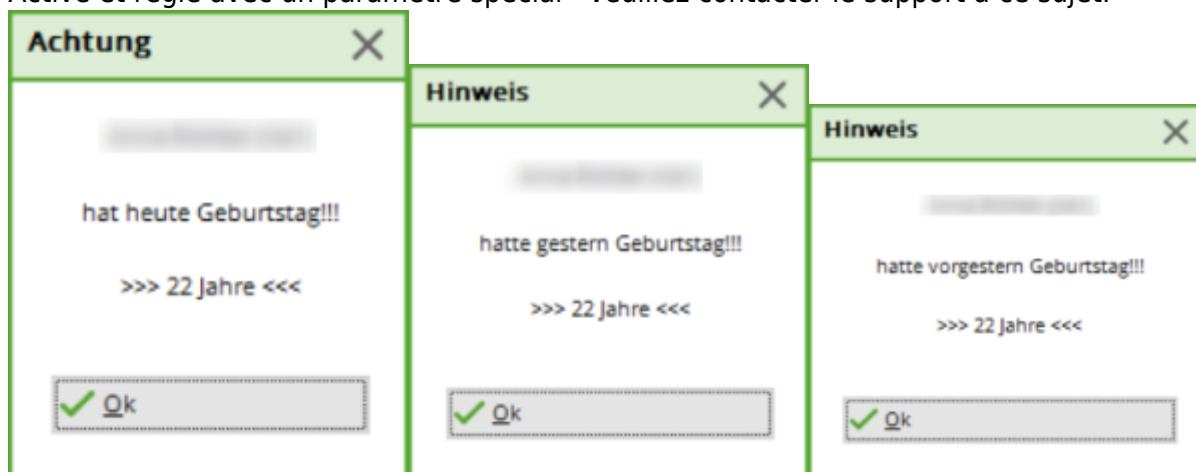 Activé et réglé avec un paramètre spécial - veuillez contacter le support à ce sujet.
Achtung
hat heute Geburtstag!!!
>>> 22 Jahre <<<
Ok
Hinweis
hatte gestern Geburtstag!!!
>>> 22 Jahre <<<
Ok
Hinweis
hatte vorgestern Geburtstag!!!
>>> 22 Jahre <<<
Ok